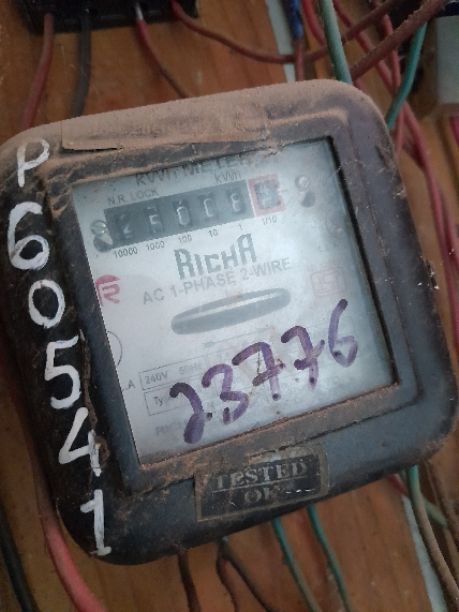 P60541
KWH METER
N.R. LOCK KWH
10000 1000 100 10 1 1/10
RICHA
AC 1-PHASE 2-WIRE
240V
23776
TESTED
OK